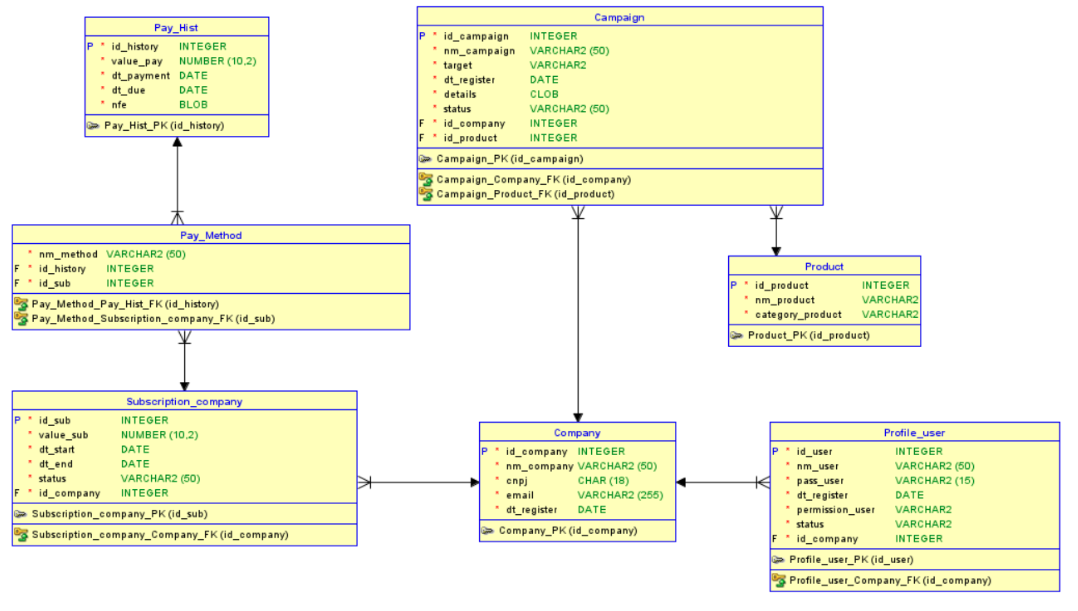 Pay_Hist
P * id_history INTEGER
* value_pay NUMBER (10,2)
* dt_payment DATE
* dt_due DATE
* nfe BLOB
Pay_Hist_PK (id_history)
Campaign
P * id_campaign INTEGER
* nm_campaign VARCHAR2 (50)
* target VARCHAR2
* dt_register DATE
* details CLOB
* status VARCHAR2 (50)
F * id_company INTEGER
F * id_product INTEGER
Campaign_PK (id_campaign)
Campaign_Company_FK (id_company)
Campaign_Product_FK (id_product)
Pay_Method
* nm_method VARCHAR2 (50)
F * id_history INTEGER
F * id_sub INTEGER
Pay_Method_Pay_Hist_FK (id_history)
Pay_Method_Subscription_company_FK (id_sub)
Product
P * id_product INTEGER
* nm_product VARCHAR2
* category_product VARCHAR2
Product_PK (id_product)
Subscription_company
P * id_sub INTEGER
* value_sub NUMBER (10,2)
* dt_start DATE
* dt_end DATE
* status VARCHAR2 (50)
F * id_company INTEGER
Subscription_company_PK (id_sub)
Subscription_company_Company_FK (id_company)
Company
P * id_company INTEGER
* nm_company VARCHAR2 (50)
* cnpj CHAR (18)
* email VARCHAR2 (255)
* dt_register DATE
Company_PK (id_company)
Profile_user
P * id_user INTEGER
* nm_user VARCHAR2 (50)
* pass_user VARCHAR2 (15)
* dt_register DATE
* permission_user VARCHAR2
* status VARCHAR2
F * id_company INTEGER
Profile_user_PK (id_user)
Profile_user_Company_FK (id_company)